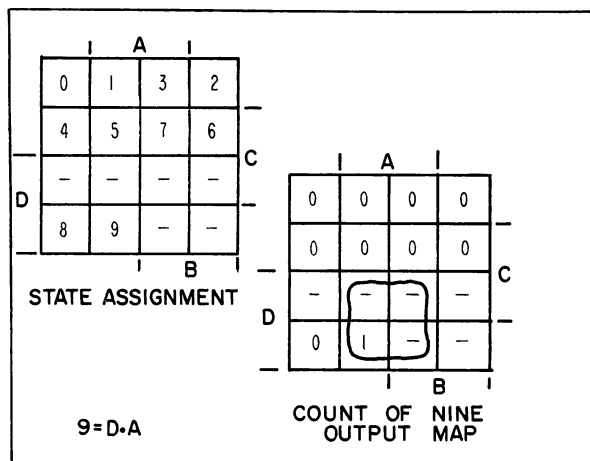 A
0 1 3 2
4 5 7 6
C
D
– – – –
8 9 – –
B
STATE ASSIGNMENT
A
0 0 0 0
0 0 0 0
C
D
– – – –
0 1 – –
B
COUNT OF NINE
OUTPUT MAP
9=D•A